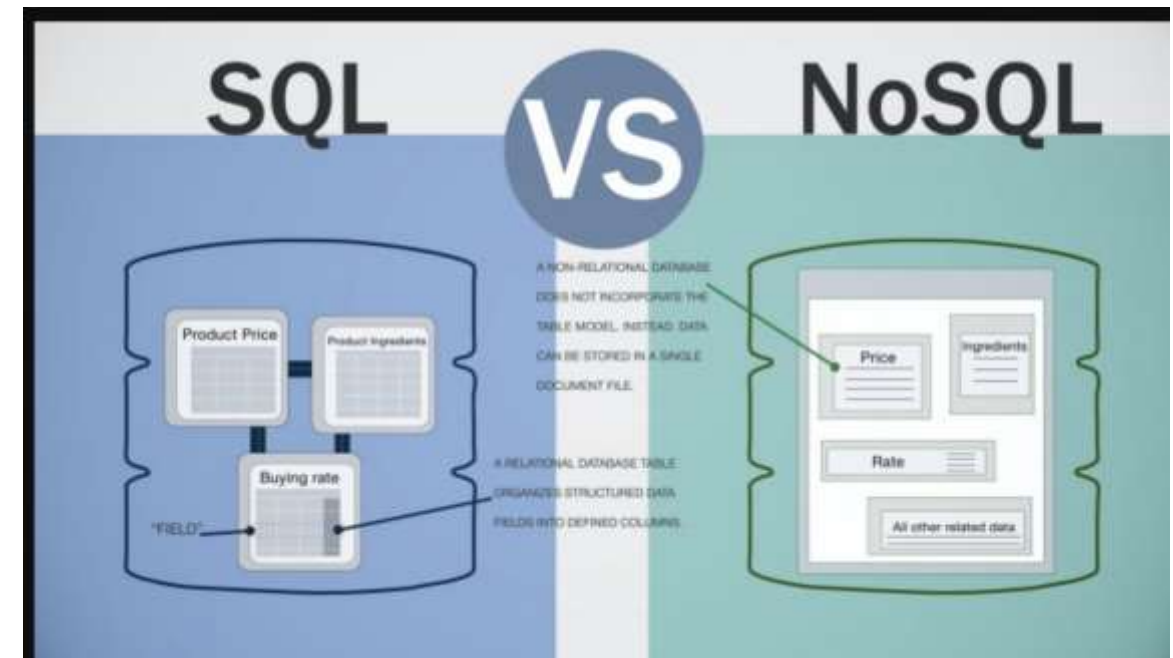 SQL
VS
NoSQL
A NON-RELATIONAL DATABASE
DOES NOT INCORPORATE THE
TABLE MODEL. INSTEAD, DATA
CAN BE STORED IN A SINGLE
DOCUMENT FILE.
Product Price
Product Ingredients
Buying rate
"FIELD"
A RELATIONAL DATABASE TABLE
ORGANIZES STRUCTURED DATA
FIELDS INTO DEFINED COLUMNS.
Price
Ingredients
Rate
All other related data